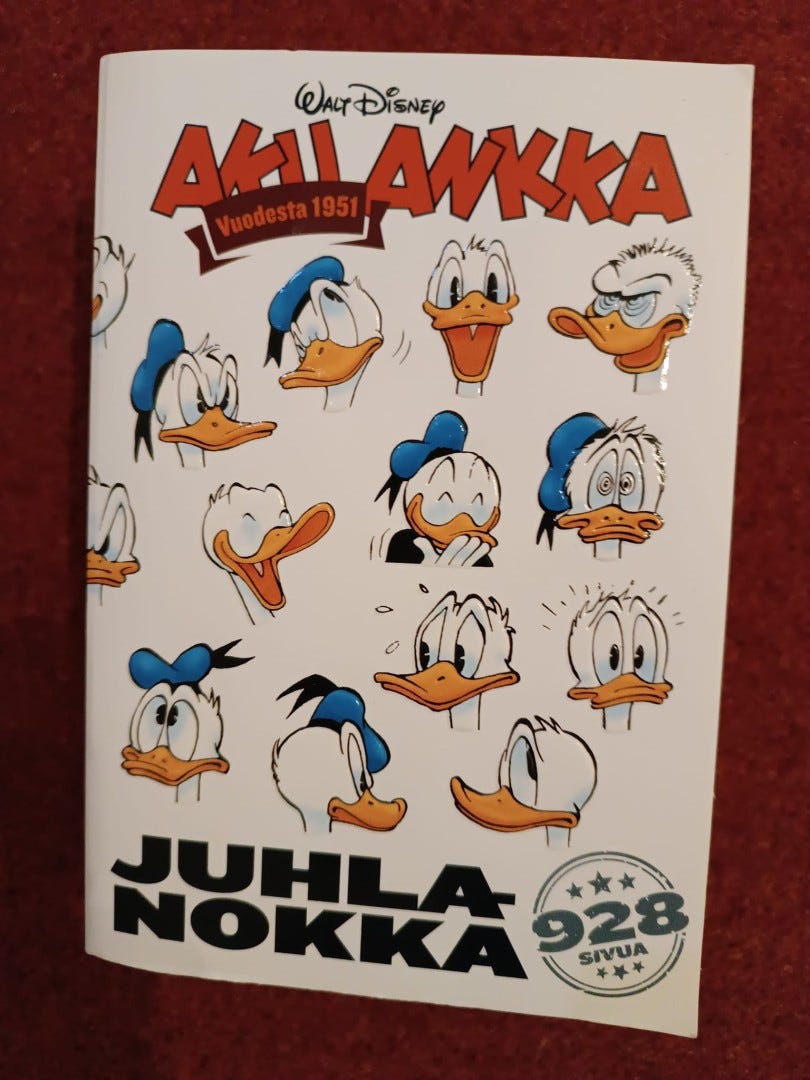 WALT DISNEY
AKU ANKKA
Vuodesta 1951
JUHLA-
NOKKA
928
SIVUA